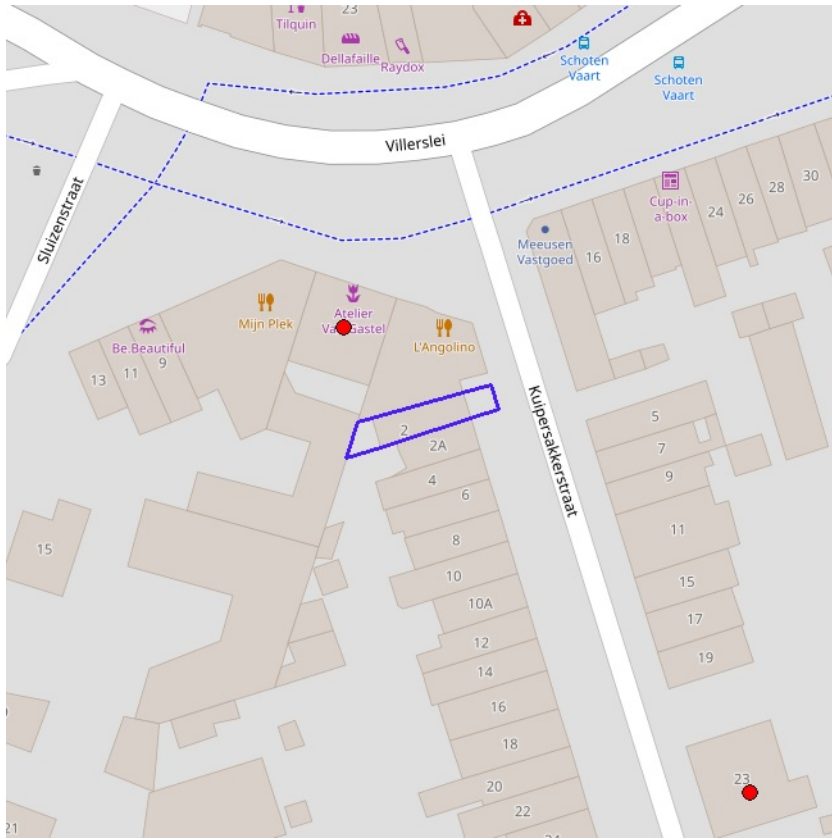 Tilquin
23
Dellafaille
Raydox
Schoten
Vaart
Schoten
Vaart
Villerslei
Sluizenstraat
Cup-in-
a-box
30
28
26
24
18
16
Meeusen
Vastgoed
Mijn Plek
Atelier
L'Angolino
Be.Beautiful
9
11
13
Kuipersakkerstraat
2
2A
4
6
8
10
10A
12
14
16
18
20
22
5
7
9
11
15
17
19
23
15
21